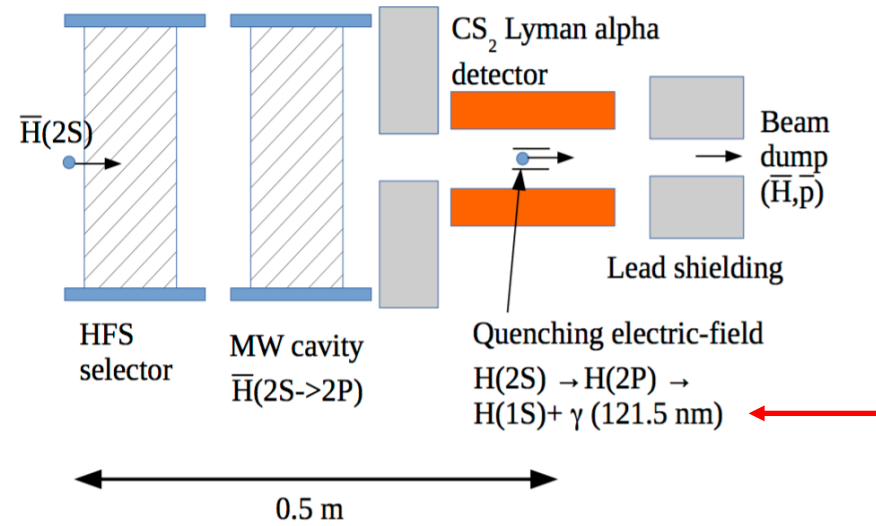 CS₂ Lyman alpha
detector
H̅(2S)
Beam
dump
(H̅,p̅)
Lead shielding
HFS
selector
MW cavity
H̅(2S->2P)
Quenching electric-field
H(2S) →H(2P) →
H(1S)+ γ (121.5 nm)
0.5 m